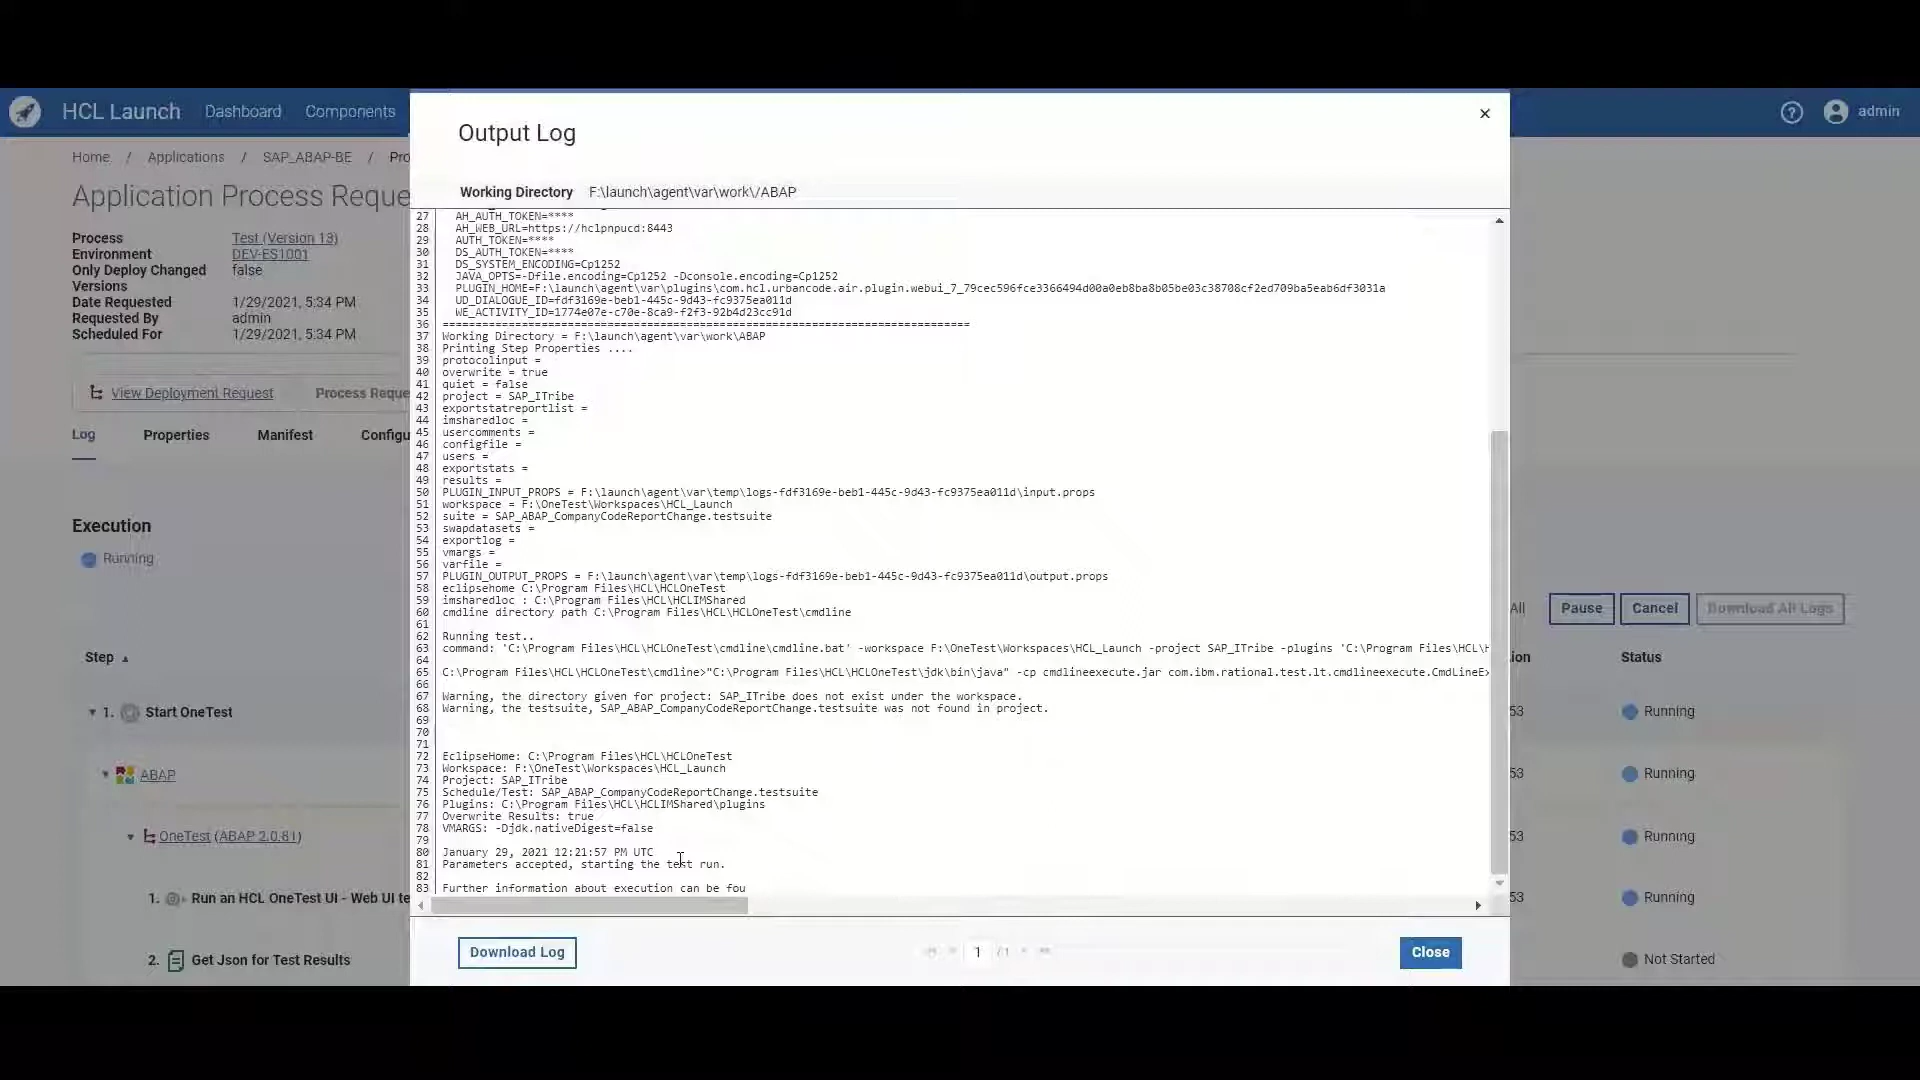 HCL Launch Dashboard Components admin
Output Log
Home / Applications / SAP_ABAP-BE / Pro
Application Process Reque
Working Directory F:\launch\agent\var\work\/ABAP
Process Test (Version 13)
Environment DEV-ES1001
Only Deploy Changed Versions false
Date Requested 1/29/2021, 5:34 PM
Requested By admin
Scheduled For 1/29/2021, 5:34 PM
View Deployment Request Process Reque
Log Properties Manifest Configu
Execution
Running
Step
1. Start OneTest
ABAP
OneTest (ABAP 2.0.81)
1. Run an HCL OneTest UI - Web UI te
2. Get Json for Test Results
27 AH_AUTH_TOKEN=****
28 AH_WEB_URL=https://hclpnpucd:8443
29 AUTH_TOKEN=****
30 DS_AUTH_TOKEN=****
31 DS_SYSTEM_ENCODING=Cp1252
32 JAVA_OPTS=-Dfile.encoding=Cp1252 -Dconsole.encoding=Cp1252
33 PLUGIN_HOME=F:\launch\agent\var\plugins\com.hcl.urbancode.air.plugin.webui_7_79cec596fce3366494d00a0eb8ba8b05be03c38708cf2ed709ba5eab6df3031a
34 UD_DIALOGUE_ID=fdf3169e-beb1-445c-9d43-fc9375ea011d
35 WE_ACTIVITY_ID=1774e07e-c70e-8ca9-f2f3-92b4d23cc91d
36 ================================================================================
37 Working Directory = F:\launch\agent\var\work\ABAP
38 Printing Step Properties ....
39 protocolinput =
40 overwrite = true
41 quiet = false
42 project = SAP_ITribe
43 exportstatreportlist =
44 imsharedloc =
45 usercomments =
46 configfile =
47 users =
48 exportstats =
49 results =
50 PLUGIN_INPUT_PROPS = F:\launch\agent\var\temp\logs-fdf3169e-beb1-445c-9d43-fc9375ea011d\input.props
51 workspace = F:\OneTest\Workspaces\HCL_Launch
52 suite = SAP_ABAP_CompanyCodeReportChange.testsuite
53 swapdatasets =
54 exportlog =
55 vmargs =
56 varfile =
57 PLUGIN_OUTPUT_PROPS = F:\launch\agent\var\temp\logs-fdf3169e-beb1-445c-9d43-fc9375ea011d\output.props
58 eclipsehome C:\Program Files\HCL\HCLOneTest
59 imsharedloc : C:\Program Files\HCL\HCLIMShared
60 cmdline directory path C:\Program Files\HCL\HCLOneTest\cmdline
61
62 Running test..
63 command: 'C:\Program Files\HCL\HCLOneTest\cmdline\cmdline.bat' -workspace F:\OneTest\Workspaces\HCL_Launch -project SAP_ITribe -plugins 'C:\Program Files\HCL\H
64
65 C:\Program Files\HCL\HCLOneTest\cmdline>"C:\Program Files\HCL\HCLOneTest\jdk\bin\java" -cp cmdlineexecute.jar com.ibm.rational.test.lt.cmdlineexecute.CmdLineEx
66
67 Warning, the directory given for project: SAP_ITribe does not exist under the workspace.
68 Warning, the testsuite, SAP_ABAP_CompanyCodeReportChange.testsuite was not found in project.
69
70
71
72 EclipseHome: C:\Program Files\HCL\HCLOneTest
73 Workspace: F:\OneTest\Workspaces\HCL_Launch
74 Project: SAP_ITribe
75 Schedule/Test: SAP_ABAP_CompanyCodeReportChange.testsuite
76 Plugins: C:\Program Files\HCL\HCLIMShared\plugins
77 Overwrite Results: true
78 VMARGS: -Djdk.nativeDigest=false
79
80 January 29, 2021 12:21:57 PM UTC
81 Parameters accepted, starting the test run.
82
83 Further information about execution can be fou
Download Log 1 / 1 Close
All Pause Cancel Download All Logs
ion Status
53 Running
53 Running
53 Running
53 Running
Not Started